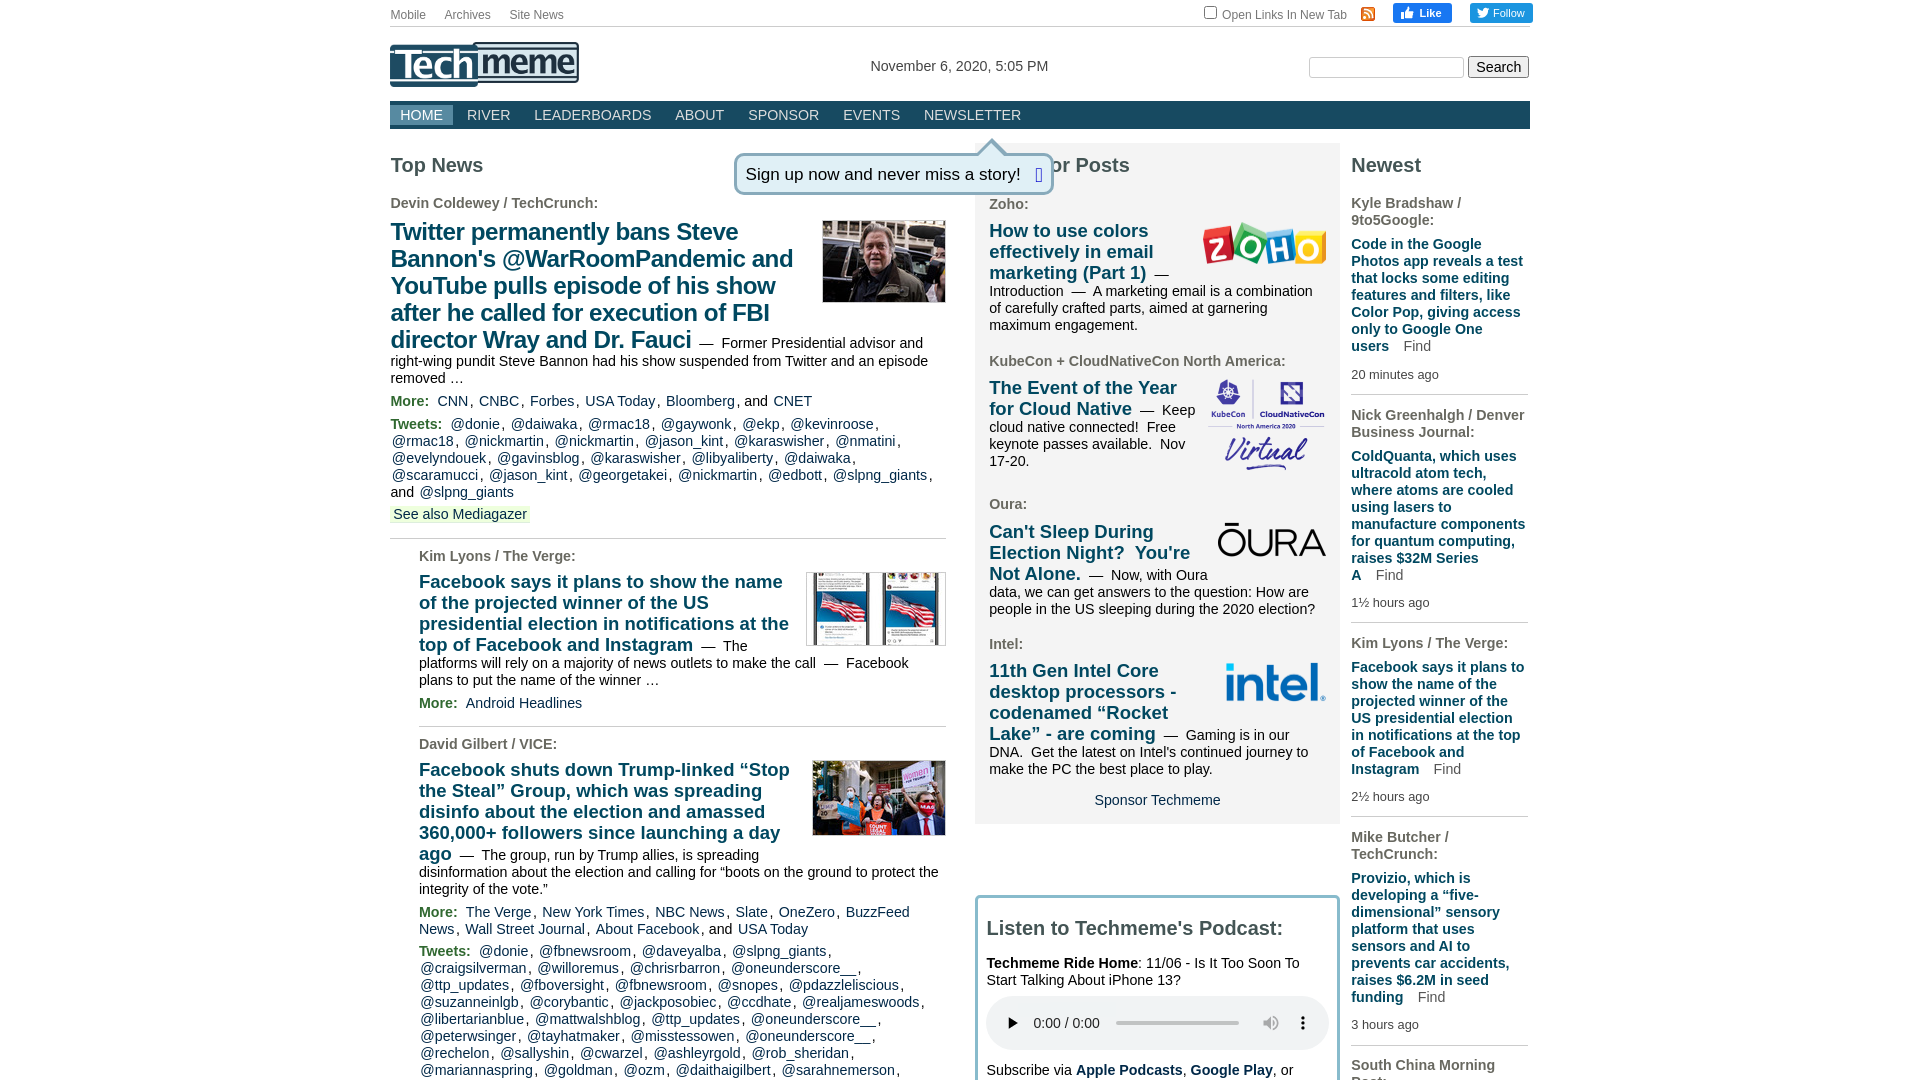 Mobile Archives Site News
Open Links In New Tab
Like
Follow
Techmeme
November 6, 2020, 5:05 PM
Search
HOME RIVER LEADERBOARDS ABOUT SPONSOR EVENTS NEWSLETTER
Sign up now and never miss a story!
Top News
Devin Coldewey / TechCrunch:
Twitter permanently bans Steve
Bannon's @WarRoomPandemic and
YouTube pulls episode of his show
after he called for execution of FBI
director Wray and Dr. Fauci — Former Presidential advisor and
right-wing pundit Steve Bannon had his show suspended from Twitter and an episode
removed …
More: CNN, CNBC, Forbes, USA Today, Bloomberg, and CNET
Tweets: @donie, @daiwaka, @rmac18, @gaywonk, @ekp, @kevinroose,
@rmac18, @nickmartin, @nickmartin, @jason_kint, @karaswisher, @nmatini,
@evelyndouek, @gavinsblog, @karaswisher, @libyaliberty, @daiwaka,
@scaramucci, @jason_kint, @georgetakei, @nickmartin, @edbott, @slpng_giants,
and @slpng_giants
See also Mediagazer
Kim Lyons / The Verge:
Facebook says it plans to show the name
of the projected winner of the US
presidential election in notifications at the
top of Facebook and Instagram — The
platforms will rely on a majority of news outlets to make the call — Facebook
plans to put the name of the winner …
More: Android Headlines
David Gilbert / VICE:
Facebook shuts down Trump-linked “Stop
the Steal” Group, which was spreading
disinfo about the election and amassed
360,000+ followers since launching a day
ago — The group, run by Trump allies, is spreading
disinformation about the election and calling for “boots on the ground to protect the
integrity of the vote.”
More: The Verge, New York Times, NBC News, Slate, OneZero, BuzzFeed
News, Wall Street Journal, About Facebook, and USA Today
Tweets: @donie, @fbnewsroom, @daveyalba, @slpng_giants,
@craigsilverman, @willoremus, @chrisrbarron, @oneunderscore__,
@ttp_updates, @fboversight, @fbnewsroom, @snopes, @pdazzleliscious,
@suzanneinlgb, @corybantic, @jackposobiec, @ccdhate, @realjameswoods,
@libertarianblue, @mattwalshblog, @ttp_updates, @oneunderscore__,
@peterwsinger, @tayhatmaker, @misstessowen, @oneunderscore__,
@rechelon, @sallyshin, @cwarzel, @ashleyrgold, @rob_sheridan,
@mariannaspring, @goldman, @ozm, @daithaigilbert, @sarahnemerson,
or Posts
Zoho:
ZOHO
How to use colors
effectively in email
marketing (Part 1) —
Introduction — A marketing email is a combination
of carefully crafted parts, aimed at garnering
maximum engagement.
KubeCon + CloudNativeCon North America:
The Event of the Year
for Cloud Native — Keep
cloud native connected! Free
keynote passes available. Nov
17-20.
KubeCon CloudNativeCon
North America 2020
Virtual
Oura:
ŌURA
Can't Sleep During
Election Night? You're
Not Alone. — Now, with Oura
data, we can get answers to the question: How are
people in the US sleeping during the 2020 election?
Intel:
intel
11th Gen Intel Core
desktop processors -
codenamed “Rocket
Lake” - are coming — Gaming is in our
DNA. Get the latest on Intel's continued journey to
make the PC the best place to play.
Sponsor Techmeme
Listen to Techmeme's Podcast:
Techmeme Ride Home: 11/06 - Is It Too Soon To
Start Talking About iPhone 13?
0:00 / 0:00
Subscribe via Apple Podcasts, Google Play, or
Newest
Kyle Bradshaw /
9to5Google:
Code in the Google
Photos app reveals a test
that locks some editing
features and filters, like
Color Pop, giving access
only to Google One
users Find
20 minutes ago
Nick Greenhalgh / Denver
Business Journal:
ColdQuanta, which uses
ultracold atom tech,
where atoms are cooled
using lasers to
manufacture components
for quantum computing,
raises $32M Series
A Find
1½ hours ago
Kim Lyons / The Verge:
Facebook says it plans to
show the name of the
projected winner of the
US presidential election
in notifications at the top
of Facebook and
Instagram Find
2½ hours ago
Mike Butcher /
TechCrunch:
Provizio, which is
developing a “five-
dimensional” sensory
platform that uses
sensors and AI to
prevents car accidents,
raises $6.2M in seed
funding Find
3 hours ago
South China Morning